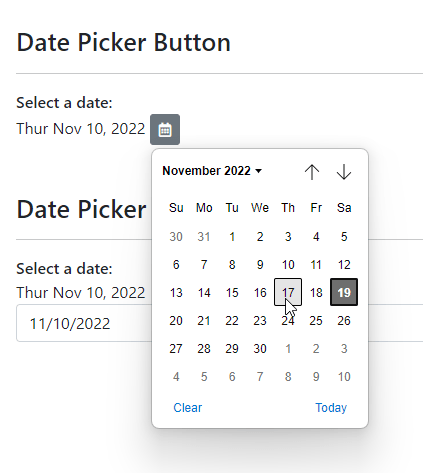 Date Picker Button
Select a date:
Thur Nov 10, 2022
November 2022
Su Mo Tu We Th Fr Sa
30 31 1 2 3 4 5
6 7 8 9 10 11 12
13 14 15 16 17 18 19
20 21 22 23 24 25 26
27 28 29 30 1 2 3
4 5 6 7 8 9 10
Clear Today
Date Picker
Select a date:
Thur Nov 10, 2022
11/10/2022